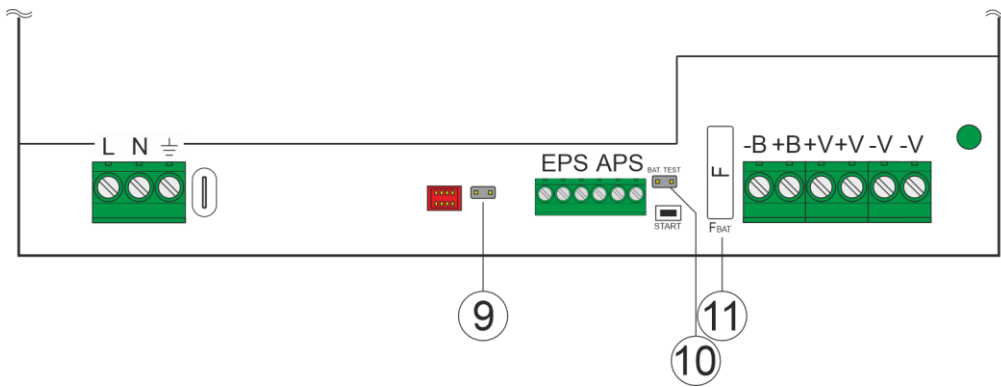 L N ⏚
EPS APS
BAT. TEST
START
F
FBAT
-B +B +V +V -V -V
9
10
11